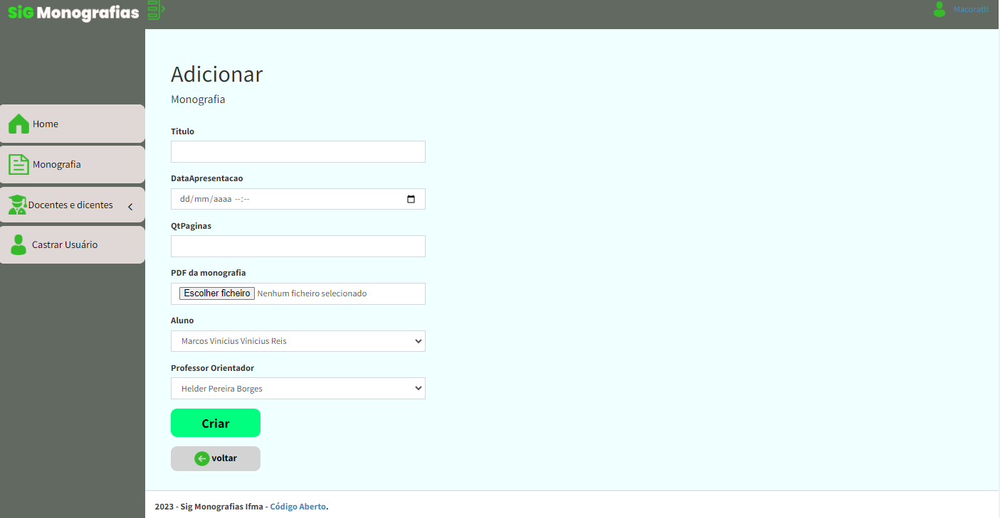 SiG Monografias
Macoratti
Home
Monografia
Docentes e dicentes
Castrar Usuário
Adicionar
Monografia
Titulo
DataApresentacao
dd/mm/aaaa --:--
QtPaginas
PDF da monografia
Escolher ficheiro Nenhum ficheiro selecionado
Aluno
Marcos Vinicius Vinicius Reis
Professor Orientador
Helder Pereira Borges
Criar
voltar
2023 - Sig Monografias Ifma - Código Aberto.